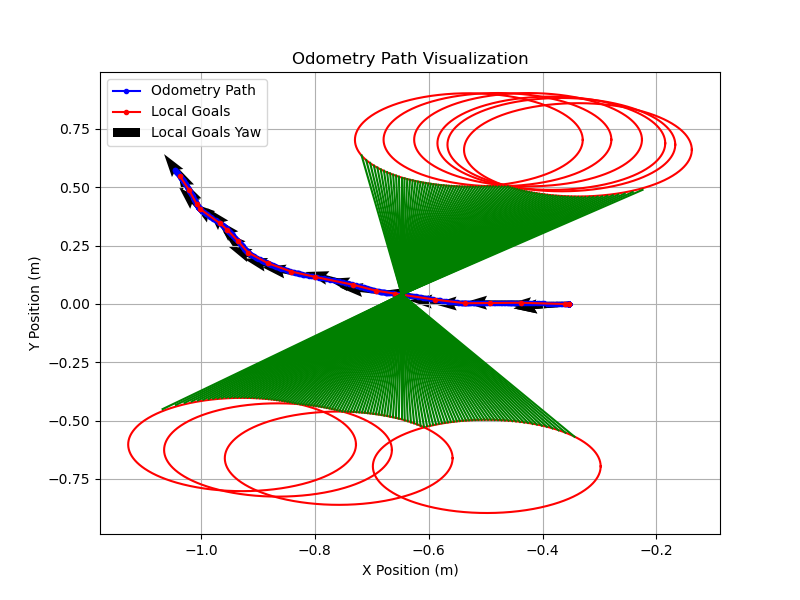 Odometry Path Visualization
Odometry Path
Local Goals
Local Goals Yaw
Y Position (m)
0.75
0.50
0.25
0.00
−0.25
−0.50
−0.75
−1.0
−0.8
−0.6
−0.4
−0.2
X Position (m)